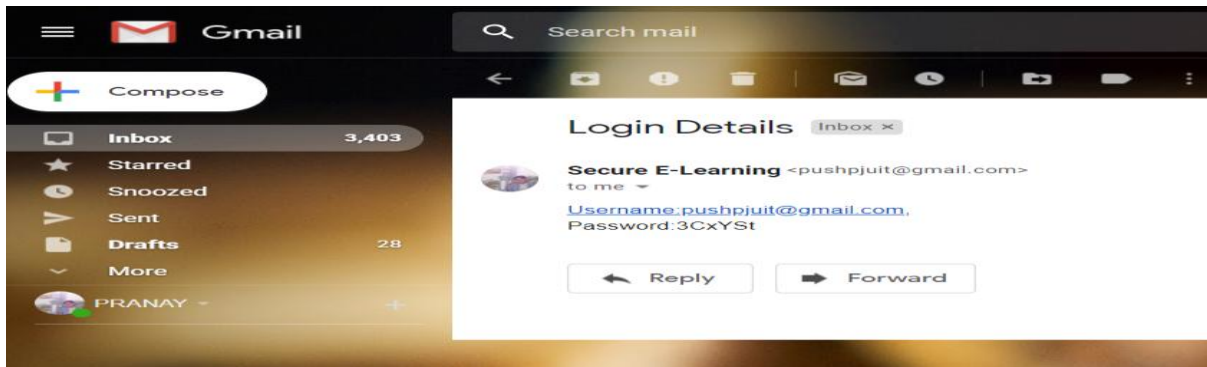 Gmail
Search mail
Compose
Inbox 3,403
Starred
Snoozed
Sent
Drafts 28
More
PRANAY
Login Details Inbox ×
Secure E-Learning <pushpjuit@gmail.com>
to me
Username:pushpjuit@gmail.com,
Password:3CxYSt
Reply Forward